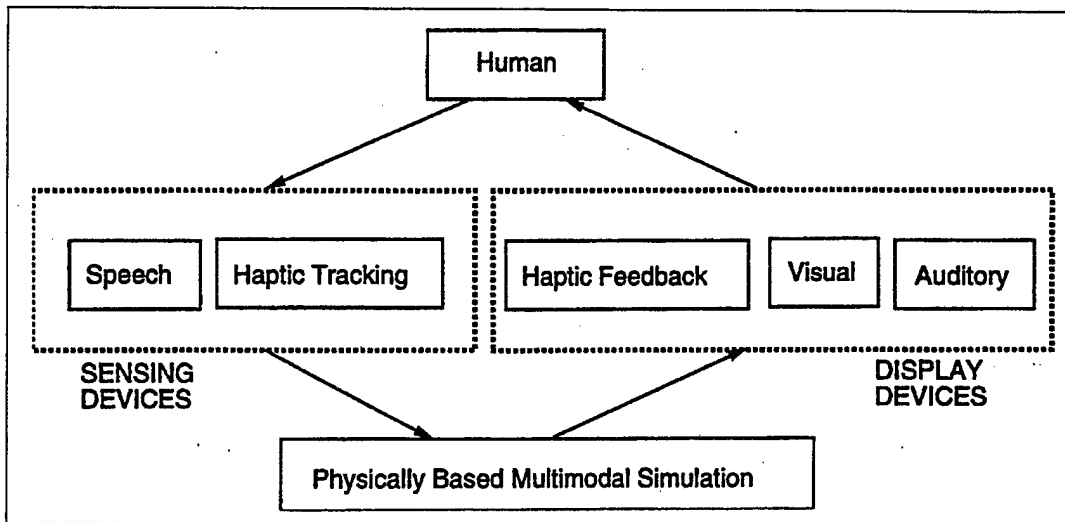 Human
Speech
Haptic Tracking
Haptic Feedback
Visual
Auditory
SENSING
DEVICES
DISPLAY
DEVICES
Physically Based Multimodal Simulation